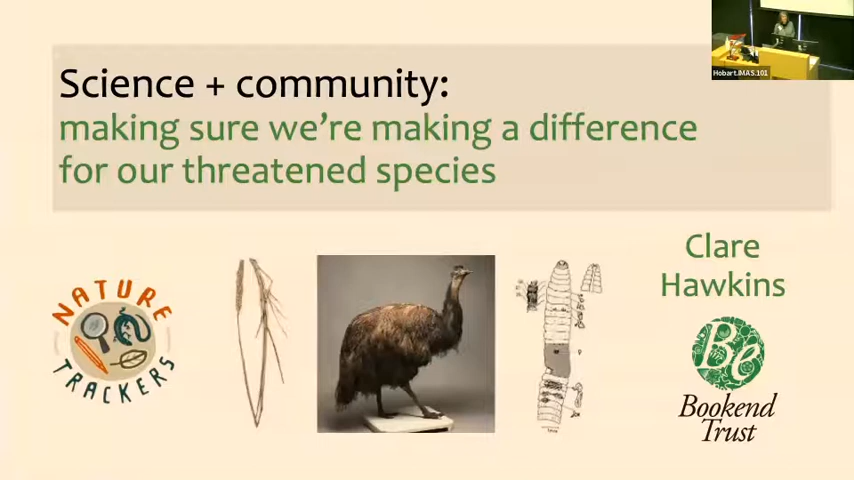 Hobart.IMAS.101
Science + community:
making sure we're making a difference
for our threatened species
Clare
Hawkins
NATURE
TRACKERS
Be
Bookend
Trust